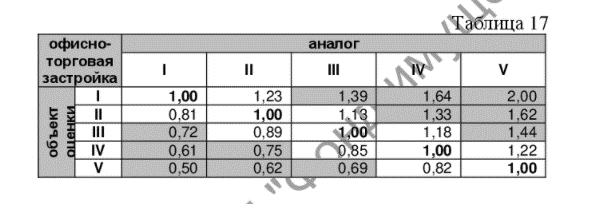 Таблица 17
офисно-торговая застройка аналог
I II III IV V
объект оценки
I 1,00 1,23 1,39 1,64 2,00
II 0,81 1,00 1,13 1,33 1,62
III 0,72 0,89 1,00 1,18 1,44
IV 0,61 0,75 0,85 1,00 1,22
V 0,50 0,62 0,69 0,82 1,00